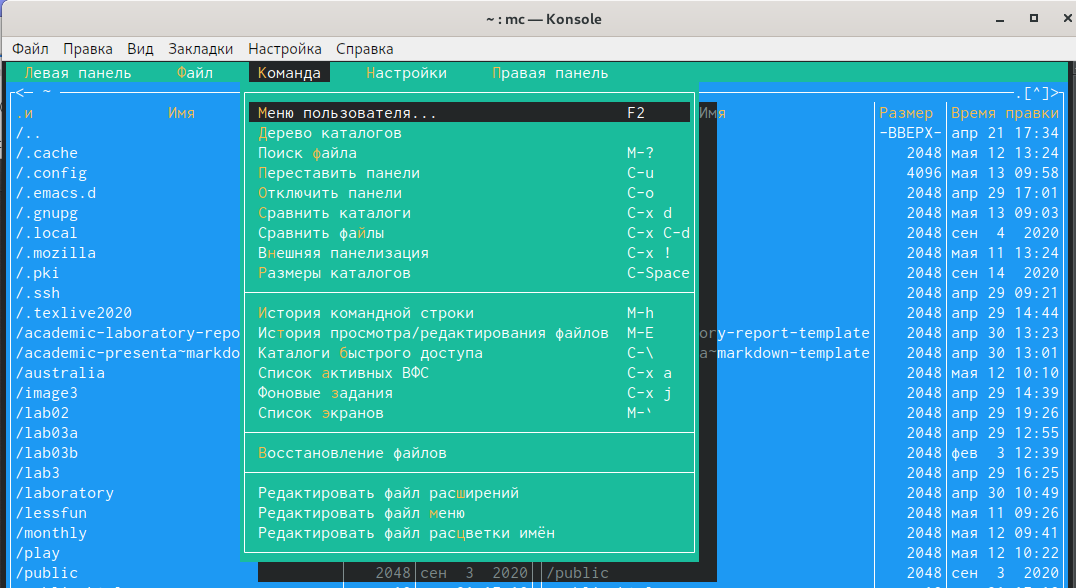 ~ : mc — Konsole
Файл Правка Вид Закладки Настройка Справка
Левая панель Файл Команда Настройки Правая панель
<— ~ .[^]>
.и Имя Имя Размер Время правки
Меню пользователя... F2
/.. Дерево каталогов -ВВЕРХ- апр 21 17:34
/.cache Поиск файла M-? 2048 мая 12 13:24
/.config Переставить панели C-u 4096 мая 13 09:58
/.emacs.d Отключить панели C-o 2048 апр 29 17:01
/.gnupg Сравнить каталоги C-x d 2048 мая 13 09:03
/.local Сравнить файлы C-x C-d 2048 сен 4 2020
/.mozilla Внешняя панелизация C-x ! 2048 мая 11 13:24
/.pki Размеры каталогов C-Space 2048 сен 14 2020
/.ssh 2048 апр 29 09:21
/.texlive2020 История командной строки M-h 2048 апр 29 14:44
/academic-laboratory-repo История просмотра/редактирования файлов M-E ory-report-template 2048 апр 30 13:23
/academic-presenta~markdo Каталоги быстрого доступа C-\ a~markdown-template 2048 апр 30 13:01
/australia Список активных ВФС C-x a 2048 мая 12 10:10
/image3 Фоновые задания C-x j 2048 апр 29 14:39
/lab02 Список экранов M-` 2048 апр 29 19:26
/lab03a 2048 апр 29 12:55
/lab03b Восстановление файлов 2048 фев 3 12:39
/lab3 2048 апр 29 16:25
/laboratory Редактировать файл расширений 2048 апр 30 10:49
/lessfun Редактировать файл меню 2048 мая 11 09:26
/monthly Редактировать файл расцветки имён 2048 мая 12 09:41
/play 2048 мая 12 10:22
/public 2048 сен 3 2020 /public 2048 сен 3 2020